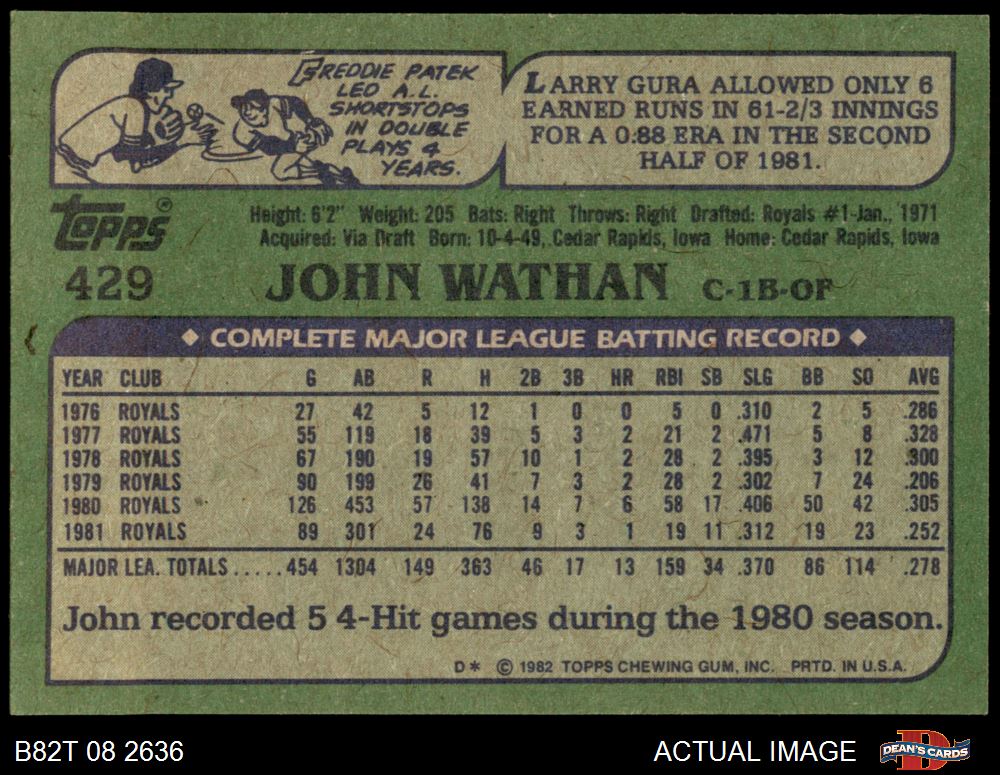 FREDDIE PATEK
LED A.L.
SHORTSTOPS
IN DOUBLE
PLAYS 4
YEARS.
LARRY GURA ALLOWED ONLY 6
EARNED RUNS IN 61-2/3 INNINGS
FOR A 0.88 ERA IN THE SECOND
HALF OF 1981.
TOPPS®
Height: 6'2" Weight: 205 Bats: Right Throws: Right Drafted: Royals #1-Jan., 1971
Acquired: Via Draft Born: 10-4-49, Cedar Rapids, Iowa Home: Cedar Rapids, Iowa
429 JOHN WATHAN C-1B-OF
◆ COMPLETE MAJOR LEAGUE BATTING RECORD ◆
YEAR CLUB G AB R H 2B 3B HR RBI SB SLG BB SO AVG
1976 ROYALS 27 42 5 12 1 0 0 5 0 .310 2 5 .286
1977 ROYALS 55 119 18 39 5 3 2 21 2 .471 5 8 .328
1978 ROYALS 67 190 19 57 10 1 2 28 2 .395 3 12 .300
1979 ROYALS 90 199 26 41 7 3 2 28 2 .302 7 24 .206
1980 ROYALS 126 453 57 138 14 7 6 58 17 .406 50 42 .305
1981 ROYALS 89 301 24 76 9 3 1 19 11 .312 19 23 .252
MAJOR LEA. TOTALS.....454 1304 149 363 46 17 13 159 34 .370 86 114 .278
John recorded 5 4-Hit games during the 1980 season.
D* © 1982 TOPPS CHEWING GUM, INC. PRTD. IN U.S.A.
B82T 08 2636 ACTUAL IMAGE DEAN'S CARDS